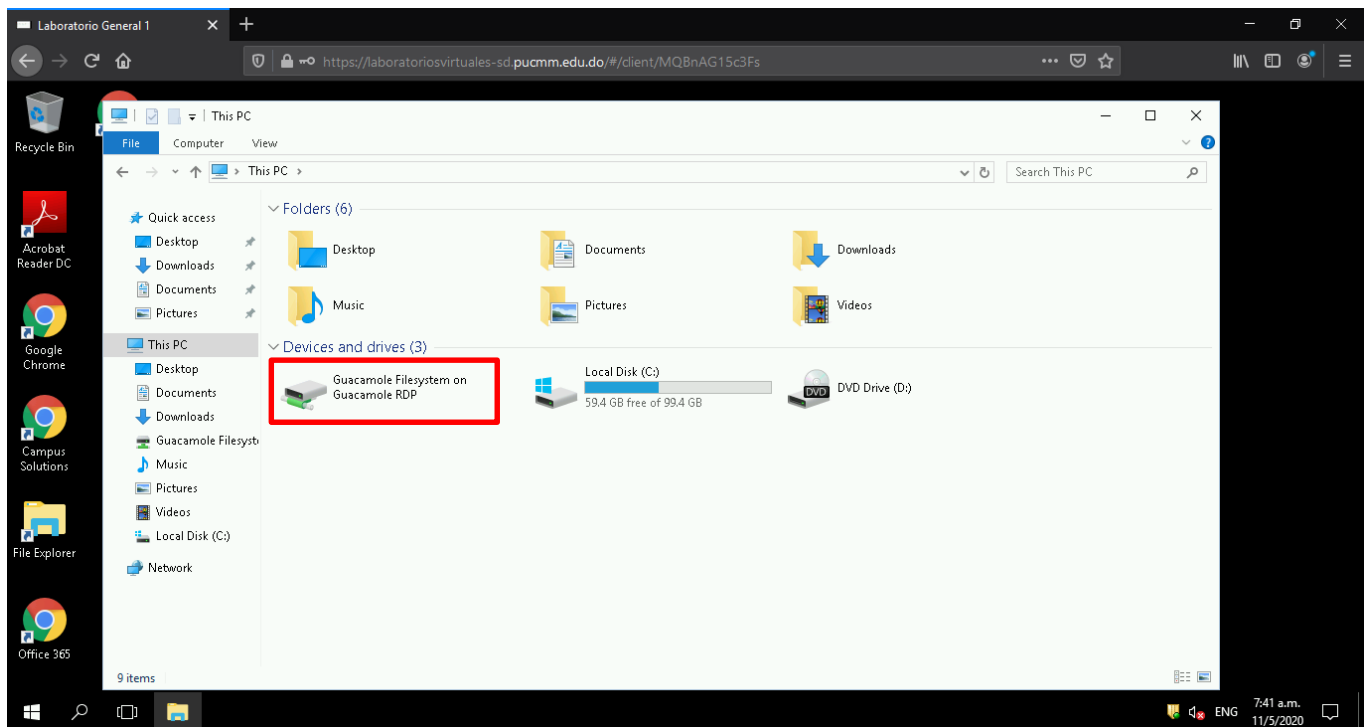 Laboratorio General 1
https://laboratoriosvirtuales-sd.pucmm.edu.do/#/client/MQBnAG15c3Fs
Recycle Bin
Acrobat
Reader DC
Google
Chrome
Campus
Solutions
File Explorer
Office 365
This PC
File Computer View
This PC
Search This PC
Quick access
Desktop
Downloads
Documents
Pictures
This PC
Desktop
Documents
Downloads
Guacamole Filesyst
Music
Pictures
Videos
Local Disk (C:)
Network
Folders (6)
Desktop
Documents
Downloads
Music
Pictures
Videos
Devices and drives (3)
Guacamole Filesystem on
Guacamole RDP
Local Disk (C:)
59.4 GB free of 99.4 GB
DVD
DVD Drive (D:)
9 items
ENG
7:41 a.m.
11/5/2020